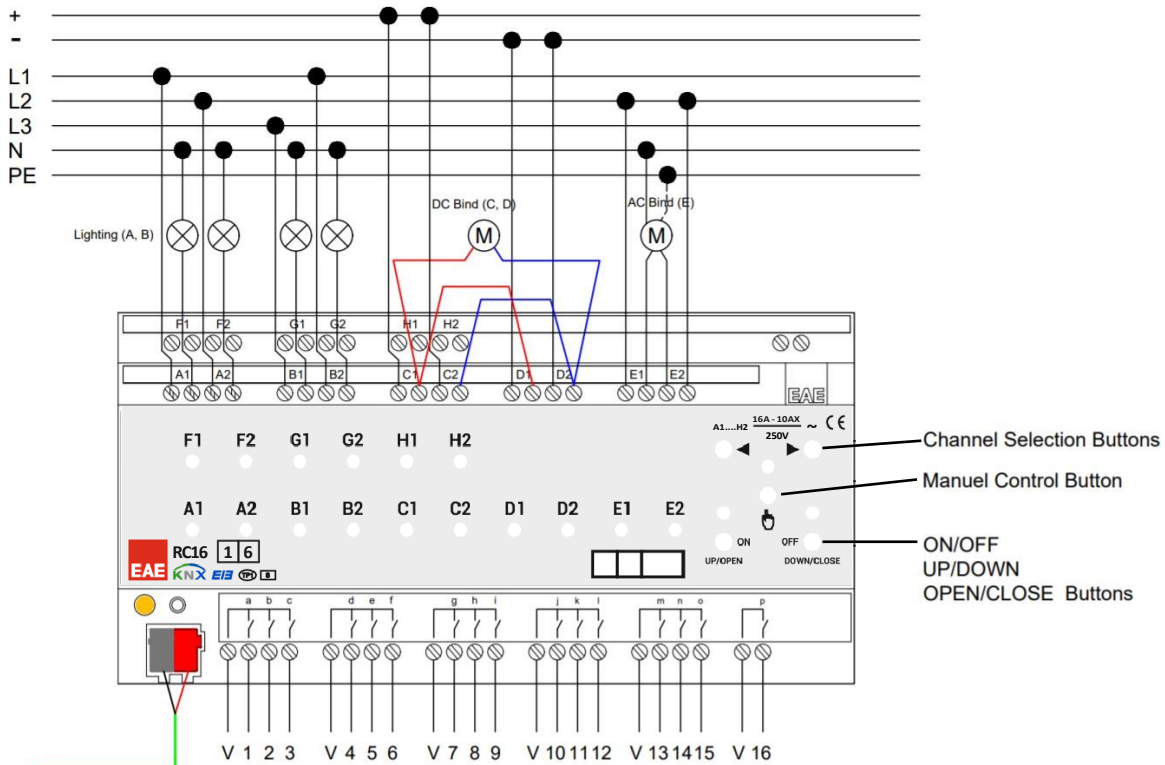 +
-
L1
L2
L3
N
PE
DC Bind (C, D)
AC Bind (E)
Lighting (A, B)
M
M
F1 F2 G1 G2 H1 H2
A1 A2 B1 B2 C1 C2 D1 D2 E1 E2
EAE
F1 F2 G1 G2 H1 H2
A1....H2 16A - 10AX ~ CE
250V
Channel Selection Buttons
Manuel Control Button
A1 A2 B1 B2 C1 C2 D1 D2 E1 E2
ON OFF
UP/OPEN DOWN/CLOSE
ON/OFF
UP/DOWN
OPEN/CLOSE Buttons
EAE
RC16 1 6
KNX EIB TP1 8
a b c d e f g h i j k l m n o p
V 1 2 3 V 4 5 6 V 7 8 9 V 10 11 12 V 13 14 15 V 16